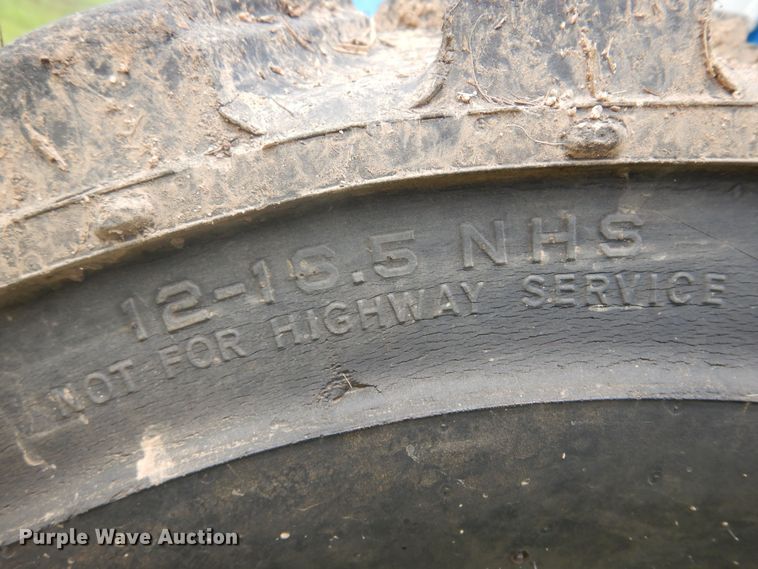 12-16.5 NHS
NOT FOR HIGHWAY SERVICE
Purple Wave Auction